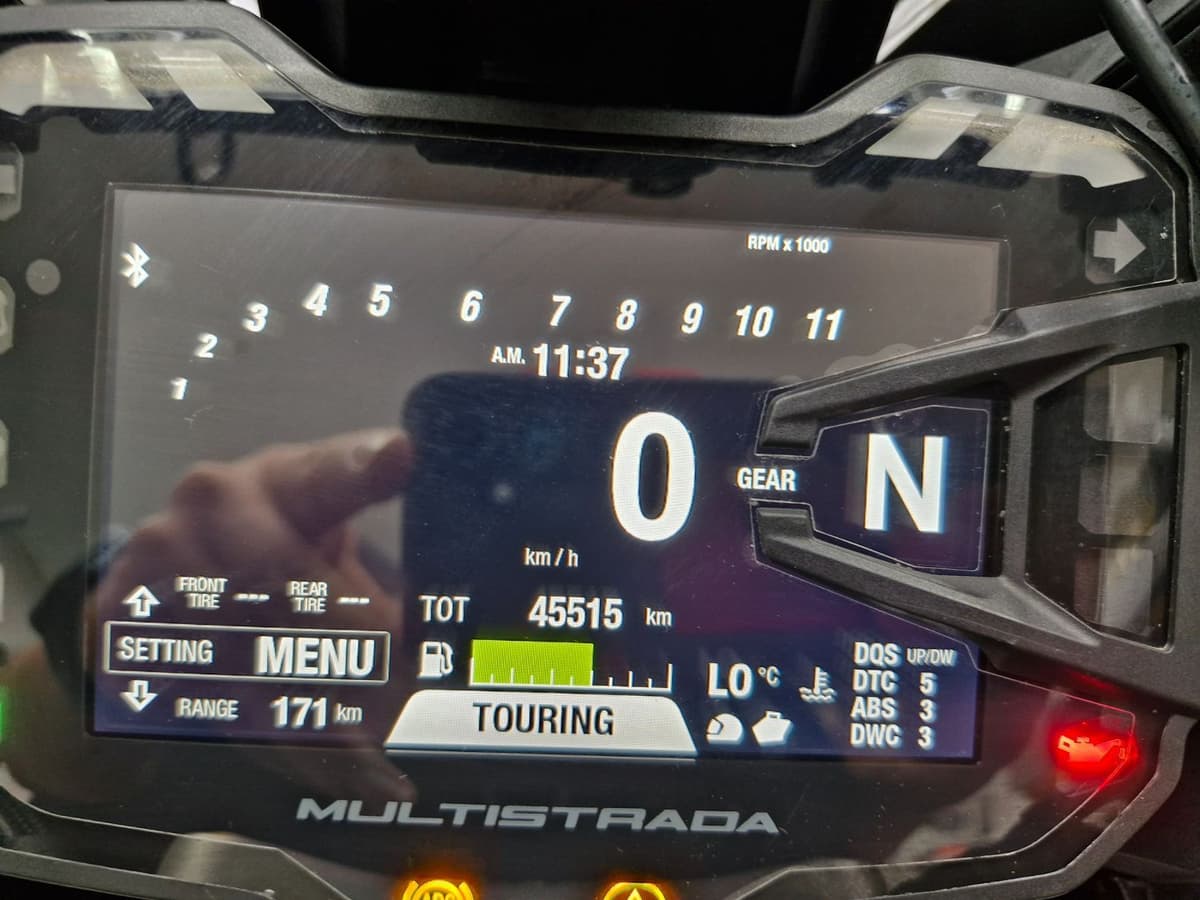 RPM x 1000
1 2 3 4 5 6 7 8 9 10 11
A.M. 11:37
0
GEAR N
km / h
FRONT TIRE --- REAR TIRE ---
TOT 45515 km
SETTING MENU
RANGE 171 km
LO °C
DQS UP/DW
DTC 5
ABS 3
DWC 3
TOURING
MULTISTRADA
ABS